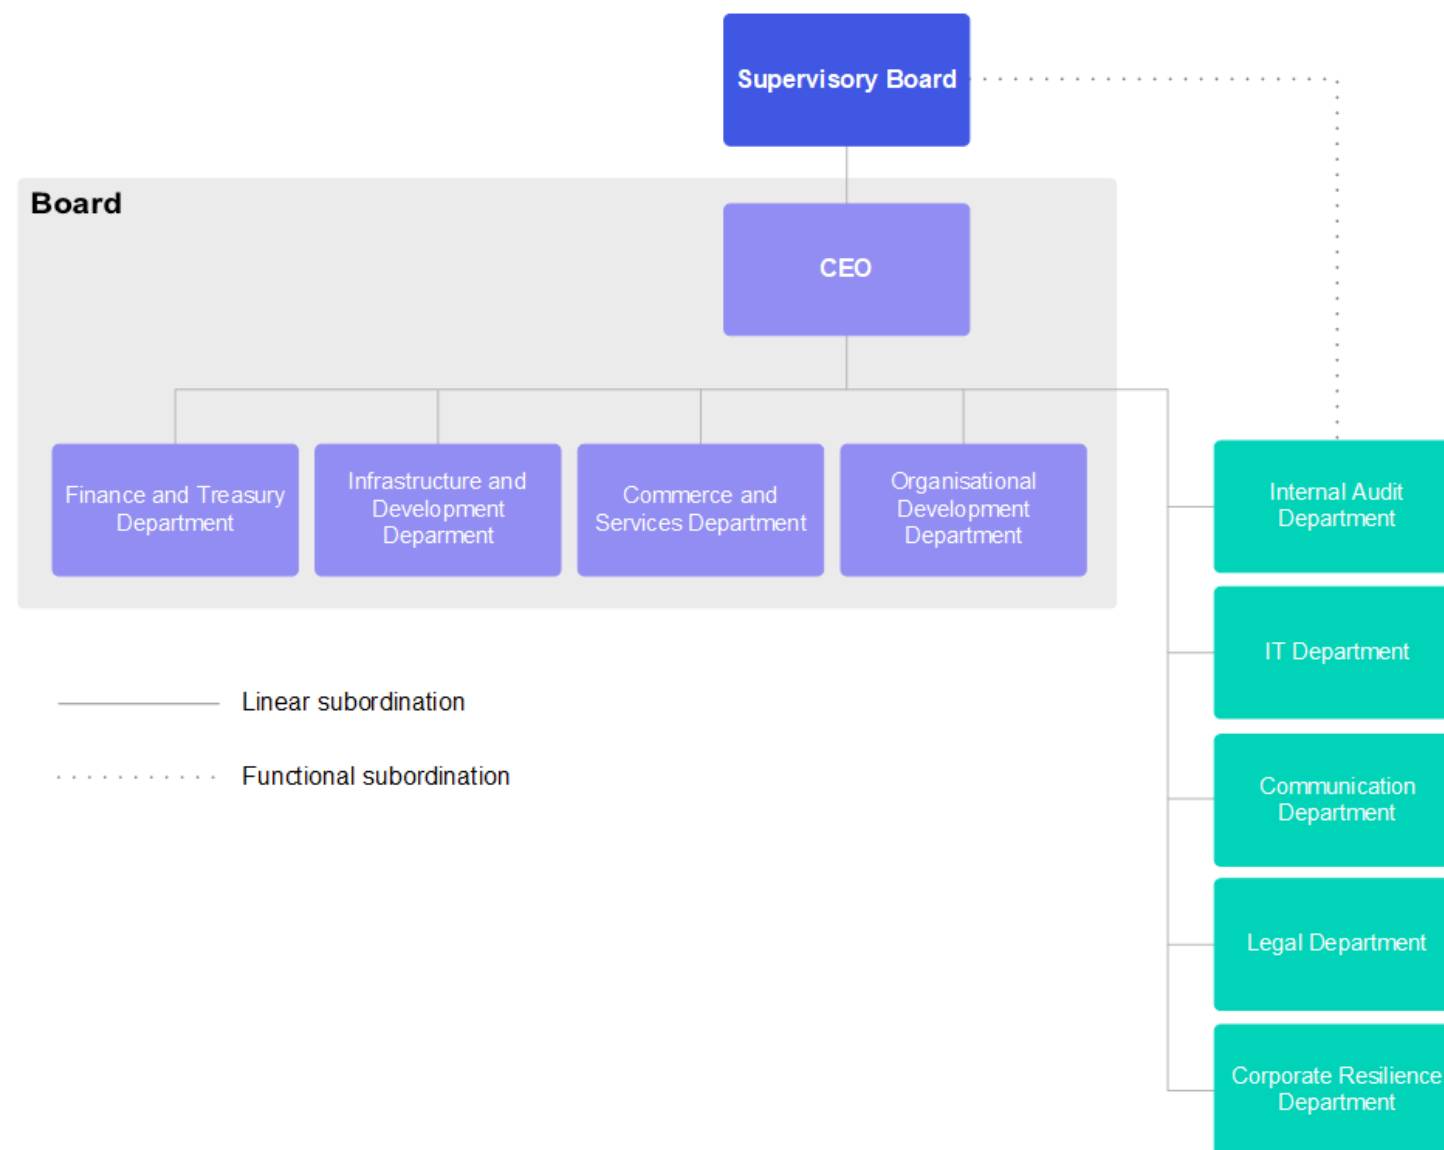 Supervisory Board
Board
CEO
Finance and Treasury
Department
Infrastructure and
Development
Deparment
Commerce and
Services Department
Organisational
Development
Department
Internal Audit
Department
IT Department
Communication
Department
Legal Department
Corporate Resilience
Department
Linear subordination
Functional subordination